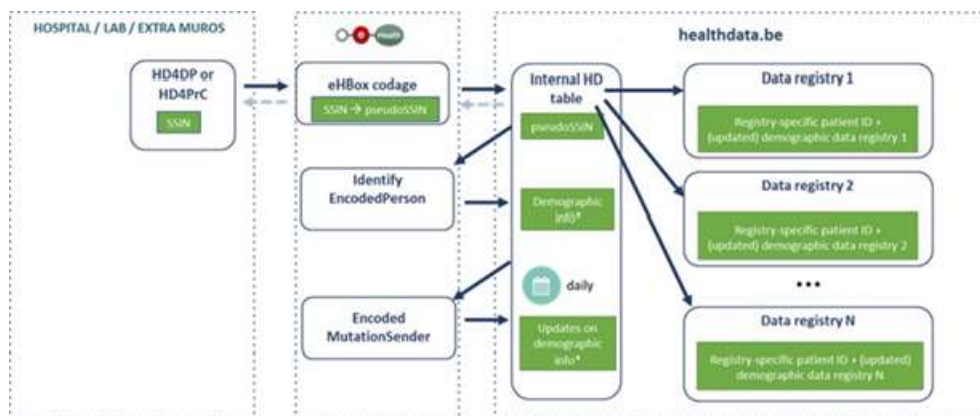 HOSPITAL / LAB / EXTRA MUROS
HD4DP or
HD4PrC
SSIN
e Health
eHBox codage
SSIN → pseudoSSIN
Identify
EncodedPerson
Encoded
MutationSender
healthdata.be
Internal HD
table
pseudoSSIN
Demographic
info*
daily
Updates on
demographic
info*
Data registry 1
Registry-specific patient ID +
(updated) demographic data registry 1
Data registry 2
Registry-specific patient ID +
(updated) demographic data registry 2
...
Data registry N
Registry-specific patient ID + (updated)
demographic data registry N